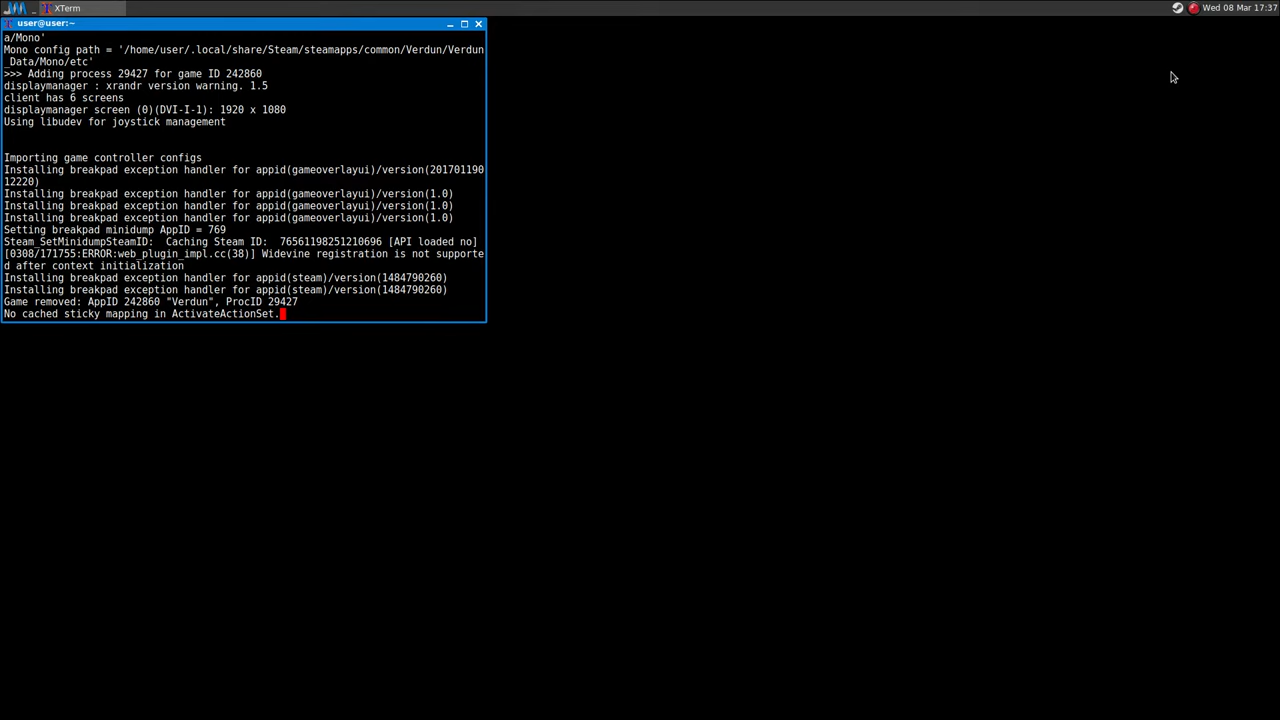 XTerm
Wed 08 Mar 17:37
user@user:~
a/Mono'
Mono config path = '/home/user/.local/share/Steam/steamapps/common/Verdun/Verdun
_Data/Mono/etc'
>>> Adding process 29427 for game ID 242860
displaymanager : xrandr version warning. 1.5
client has 6 screens
displaymanager screen (0)(DVI-I-1): 1920 x 1080
Using libudev for joystick management
Importing game controller configs
Installing breakpad exception handler for appid(gameoverlayui)/version(201701190
12220)
Installing breakpad exception handler for appid(gameoverlayui)/version(1.0)
Installing breakpad exception handler for appid(gameoverlayui)/version(1.0)
Installing breakpad exception handler for appid(gameoverlayui)/version(1.0)
Setting breakpad minidump AppID = 769
Steam_SetMinidumpSteamID:  Caching Steam ID:  76561198251210696 [API loaded no]
[0308/171755:ERROR:web_plugin_impl.cc(38)] Widevine registration is not supporte
d after context initialization
Installing breakpad exception handler for appid(steam)/version(1484790260)
Installing breakpad exception handler for appid(steam)/version(1484790260)
Game removed: AppID 242860 "Verdun", ProcID 29427
No cached sticky mapping in ActivateActionSet.